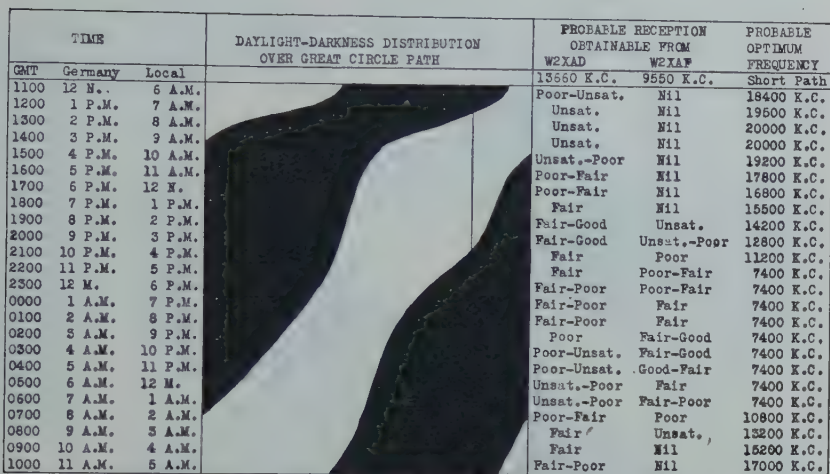 TIME DAYLIGHT-DARKNESS DISTRIBUTION OVER GREAT CIRCLE PATH PROBABLE RECEPTION OBTAINABLE FROM PROBABLE OPTIMUM FREQUENCY
GMT Germany Local W2XAD W2XAF
13660 K.C. 9550 K.C. Short Path
1100 12 N. 6 A.M. Poor-Unsat. Nil 18400 K.C.
1200 1 P.M. 7 A.M. Unsat. Nil 19500 K.C.
1300 2 P.M. 8 A.M. Unsat. Nil 20000 K.C.
1400 3 P.M. 9 A.M. Unsat. Nil 20000 K.C.
1500 4 P.M. 10 A.M. Unsat.-Poor Nil 19200 K.C.
1600 5 P.M. 11 A.M. Poor-Fair Nil 17800 K.C.
1700 6 P.M. 12 N. Poor-Fair Nil 16800 K.C.
1800 7 P.M. 1 P.M. Fair Nil 15500 K.C.
1900 8 P.M. 2 P.M. Fair-Good Unsat. 14200 K.C.
2000 9 P.M. 3 P.M. Fair-Good Unsat.-Poor 12800 K.C.
2100 10 P.M. 4 P.M. Fair Poor 11200 K.C.
2200 11 P.M. 5 P.M. Fair Poor-Fair 7400 K.C.
2300 12 M. 6 P.M. Fair-Poor Poor-Fair 7400 K.C.
0000 1 A.M. 7 P.M. Fair-Poor Fair 7400 K.C.
0100 2 A.M. 8 P.M. Fair-Poor Fair 7400 K.C.
0200 3 A.M. 9 P.M. Poor Fair-Good 7400 K.C.
0300 4 A.M. 10 P.M. Poor-Unsat. Fair-Good 7400 K.C.
0400 5 A.M. 11 P.M. Poor-Unsat. Good-Fair 7400 K.C.
0500 6 A.M. 12 M. Unsat.-Poor Fair 7400 K.C.
0600 7 A.M. 1 A.M. Unsat.-Poor Fair-Poor 7400 K.C.
0700 8 A.M. 2 A.M. Poor-Fair Poor 10800 K.C.
0800 9 A.M. 3 A.M. Fair Unsat. 13200 K.C.
0900 10 A.M. 4 A.M. Fair Nil 15200 K.C.
1000 11 A.M. 5 A.M. Fair-Poor Nil 17000 K.C.